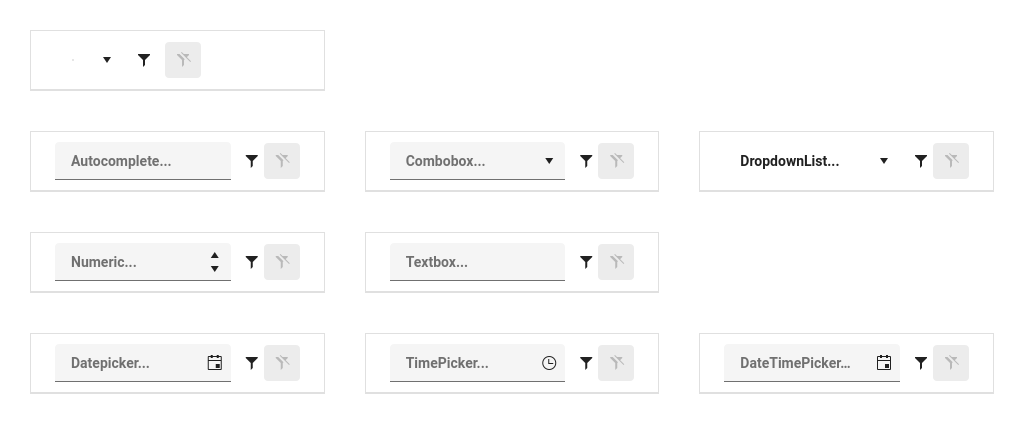 Autocomplete...
Combobox...
DropdownList...
Numeric...
Textbox...
Datepicker...
TimePicker...
DateTimePicker...